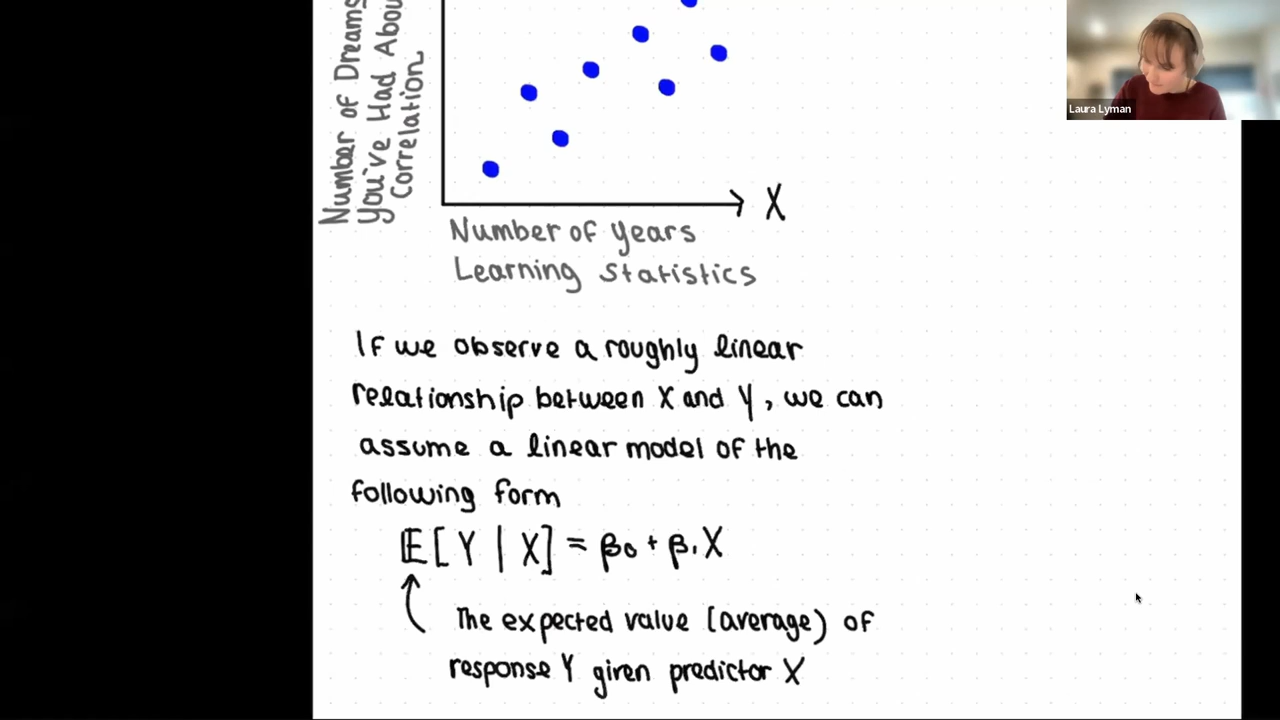 Number of Dreams
You've Had Abou
Correlation
Laura Lyman
X
Number of Years
Learning Statistics
If we observe a roughly linear
relationship between X and Y, we can
assume a linear model of the
following form
𝔼[Y | X] = β₀ + β₁X
The expected value (average) of
response Y given predictor X